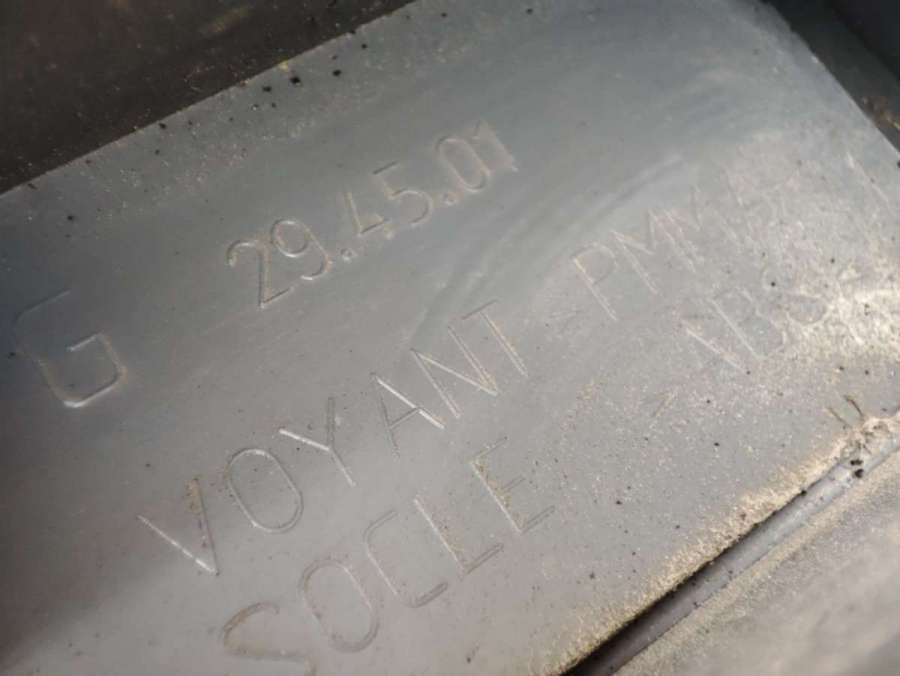 G 29.45.01
VOYANT - PMMA
SOCLE - ABS